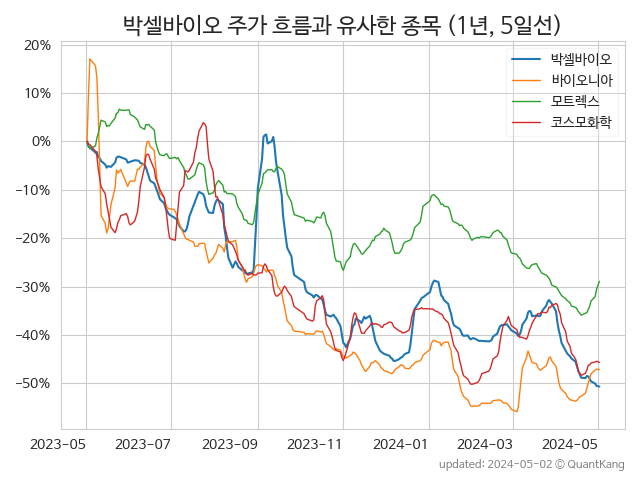 박셀바이오 주가 흐름과 유사한 종목 (1년, 5일선)
20%
10%
0%
−10%
−20%
−30%
−40%
−50%
박셀바이오
바이오니아
모트렉스
코스모화학
2023-05
2023-07
2023-09
2023-11
2024-01
2024-03
2024-05
updated: 2024-05-02 ⓒ QuantKang